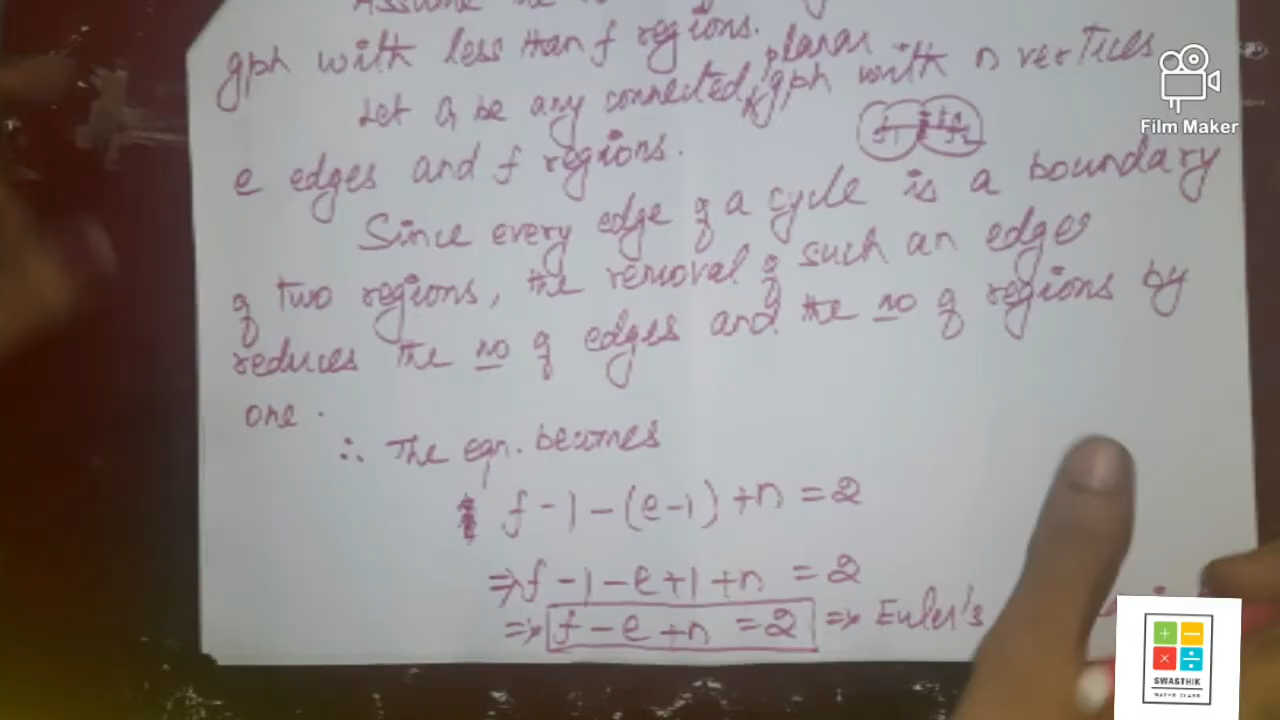 Assume
gph with less than f regions.
Let G be any connected planar gph with n vertices
e edges and f regions.
Since every edge of a cycle is a boundary
of two regions, the removal of such an edge
reduces the no of edges and the no of regions by
one.
∴ The eqn. becomes
f - 1 - (e - 1) + n = 2
⇒ f - 1 - e + 1 + n = 2
⇒ f - e + n = 2 ⇒ Euler's
Film Maker
SWASTHIK